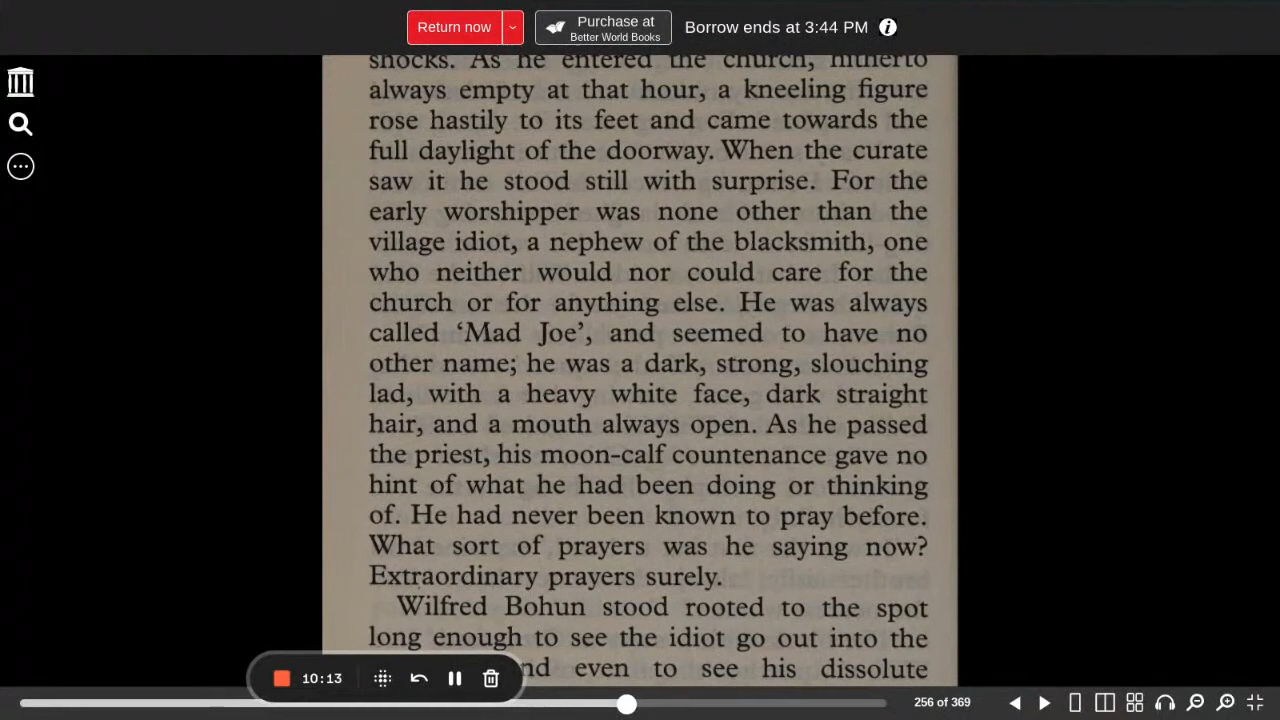 Return now
Purchase at
Better World Books
Borrow ends at 3:44 PM
shocks. As he entered the church, hitherto
always empty at that hour, a kneeling figure
rose hastily to its feet and came towards the
full daylight of the doorway. When the curate
saw it he stood still with surprise. For the
early worshipper was none other than the
village idiot, a nephew of the blacksmith, one
who neither would nor could care for the
church or for anything else. He was always
called ‘Mad Joe’, and seemed to have no
other name; he was a dark, strong, slouching
lad, with a heavy white face, dark straight
hair, and a mouth always open. As he passed
the priest, his moon-calf countenance gave no
hint of what he had been doing or thinking
of. He had never been known to pray before.
What sort of prayers was he saying now?
Extraordinary prayers surely.
Wilfred Bohun stood rooted to the spot
long enough to see the idiot go out into the
even to see his dissolute
10:13
256 of 369